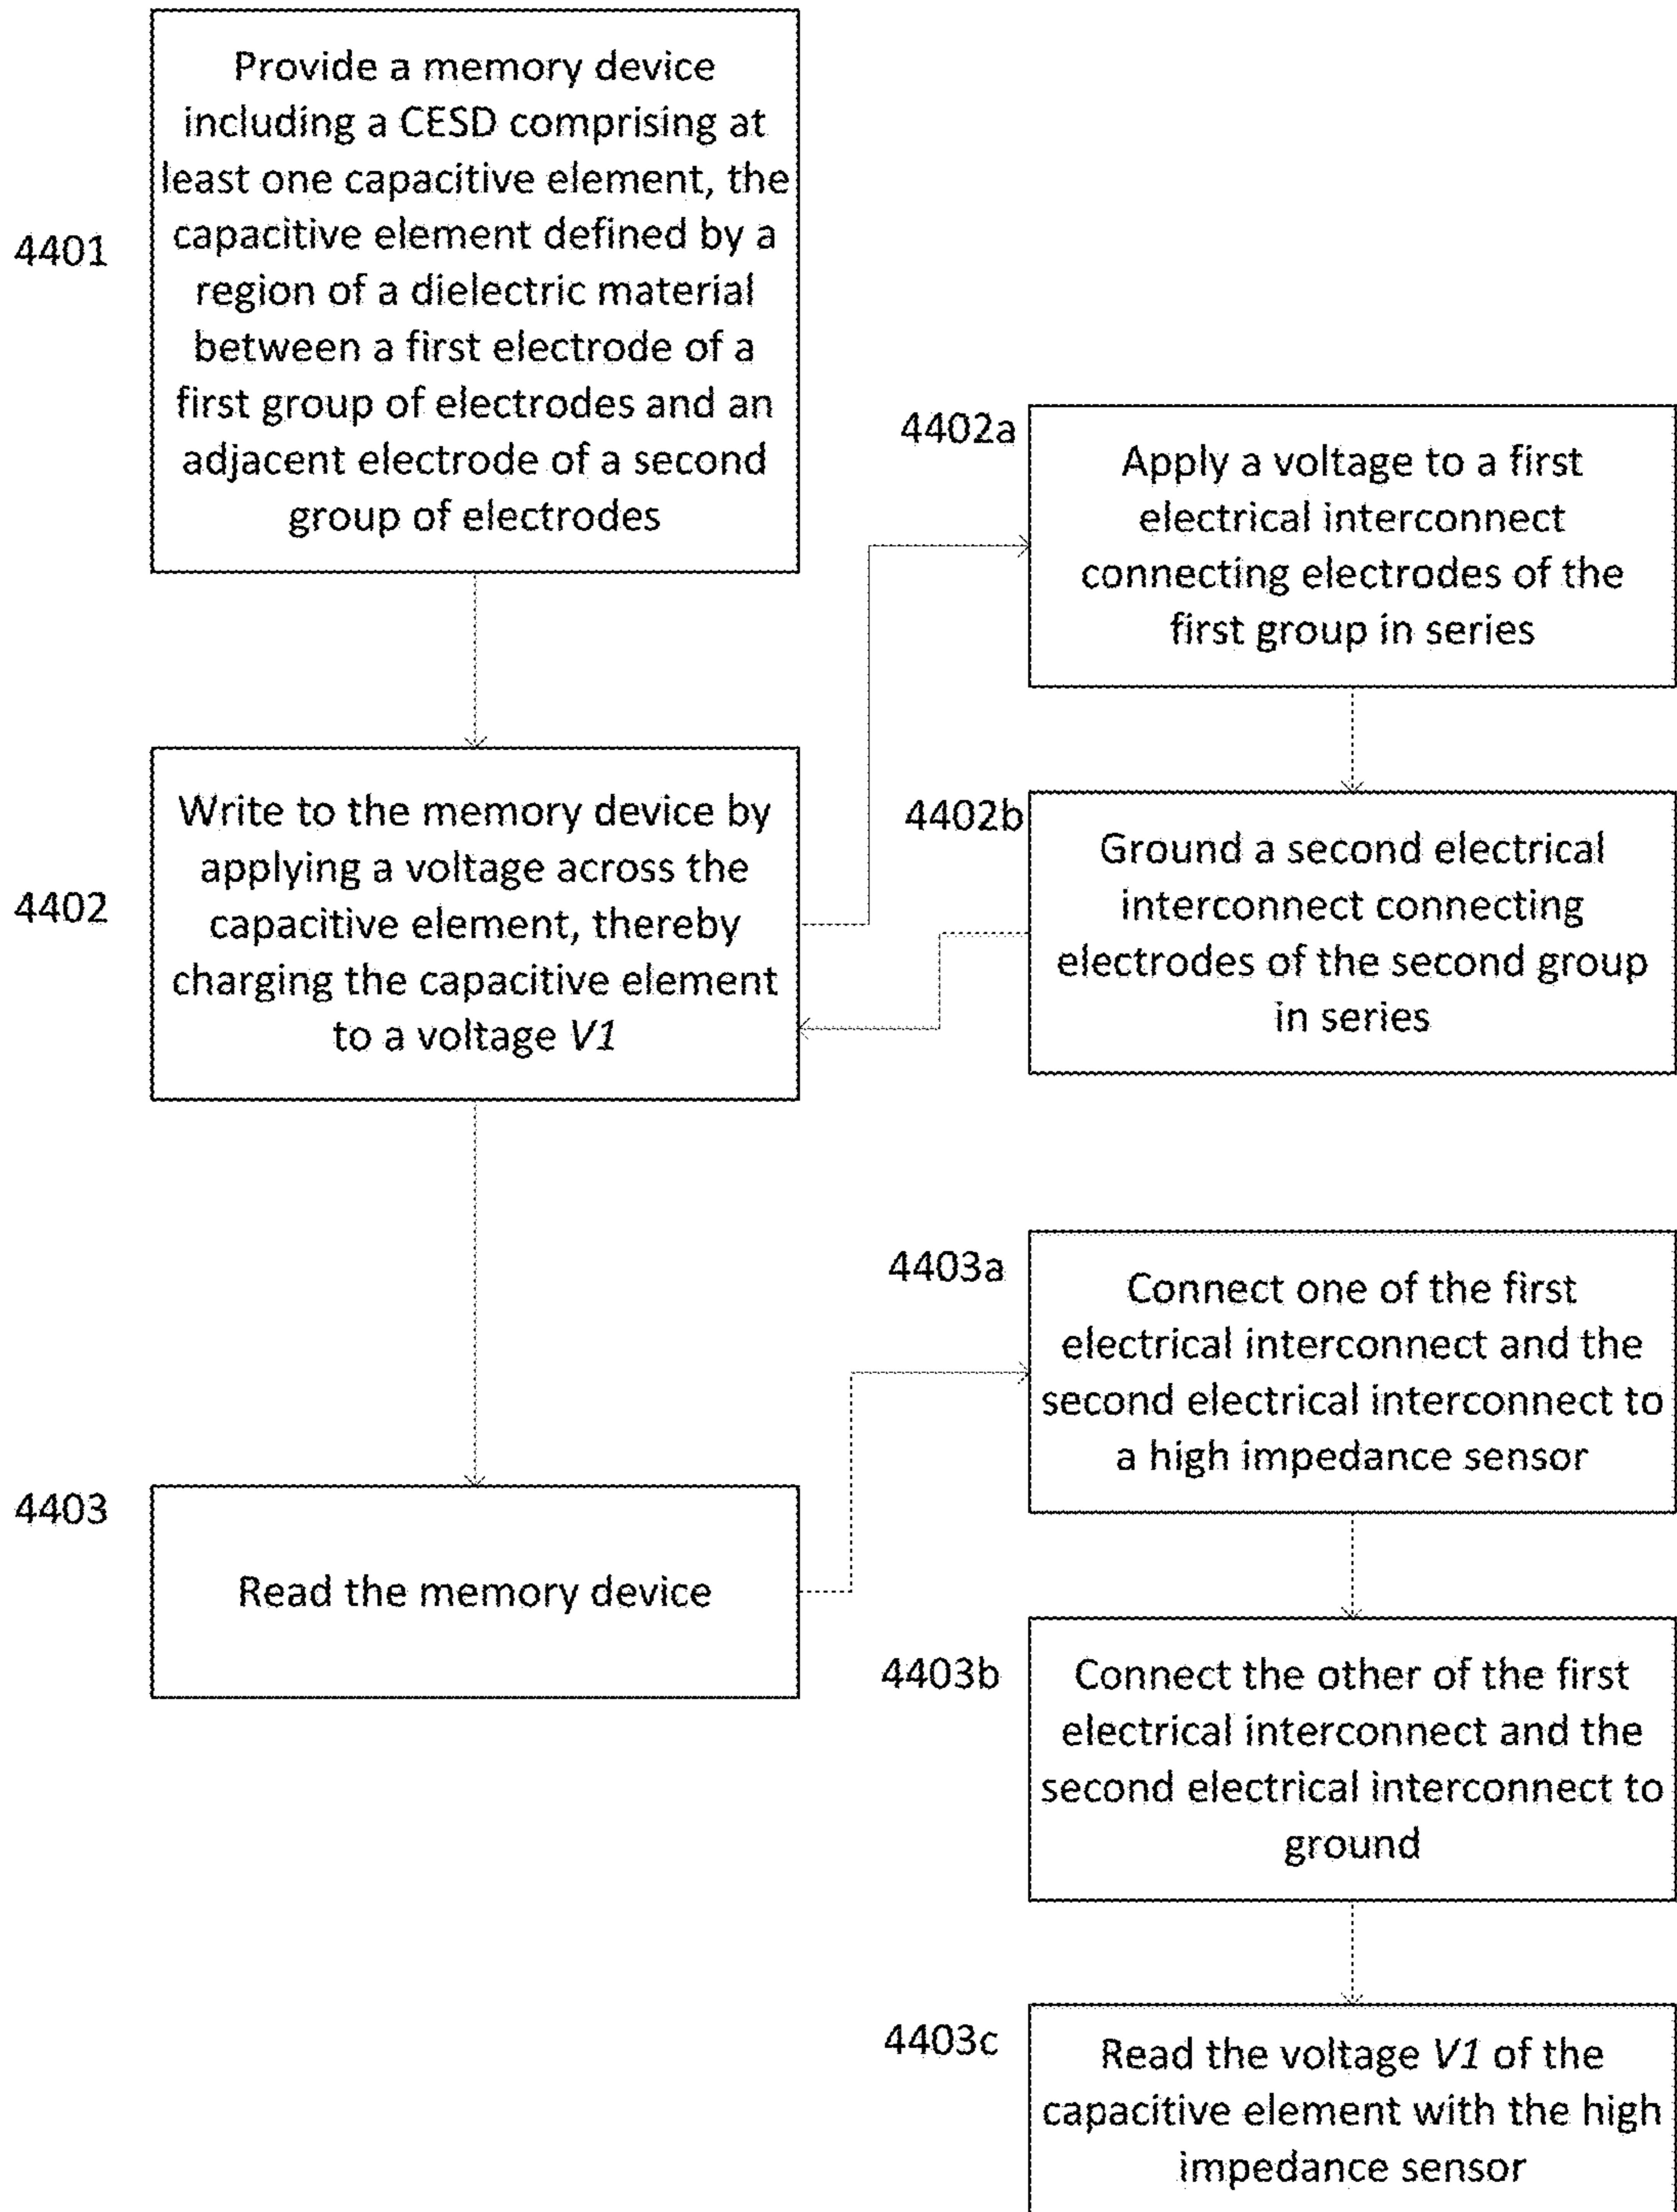 4401
Provide a memory device
including a CESD comprising at
least one capacitive element, the
capacitive element defined by a
region of a dielectric material
between a first electrode of a
first group of electrodes and an
adjacent electrode of a second
group of electrodes
4402
Write to the memory device by
applying a voltage across the
capacitive element, thereby
charging the capacitive element
to a voltage V1
4402a
Apply a voltage to a first
electrical interconnect
connecting electrodes of the
first group in series
4402b
Ground a second electrical
interconnect connecting
electrodes of the second group
in series
4403
Read the memory device
4403a
Connect one of the first
electrical interconnect and the
second electrical interconnect to
a high impedance sensor
4403b
Connect the other of the first
electrical interconnect and the
second electrical interconnect to
ground
4403c
Read the voltage V1 of the
capacitive element with the high
impedance sensor